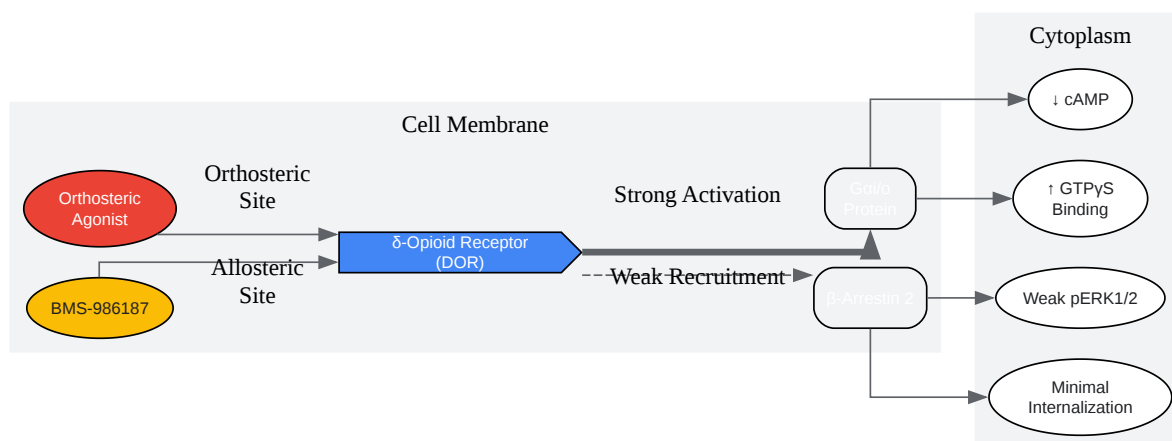 Cytoplasm
↓ cAMP
Cell Membrane
Orthosteric
Site
Strong Activation
Orthosteric
Agonist
Gαi/o
Protein
↑ GTPγS
Binding
δ-Opioid Receptor
(DOR)
Allosteric
Site
Weak Recruitment
BMS-986187
β-Arrestin 2
Weak pERK1/2
Minimal
Internalization